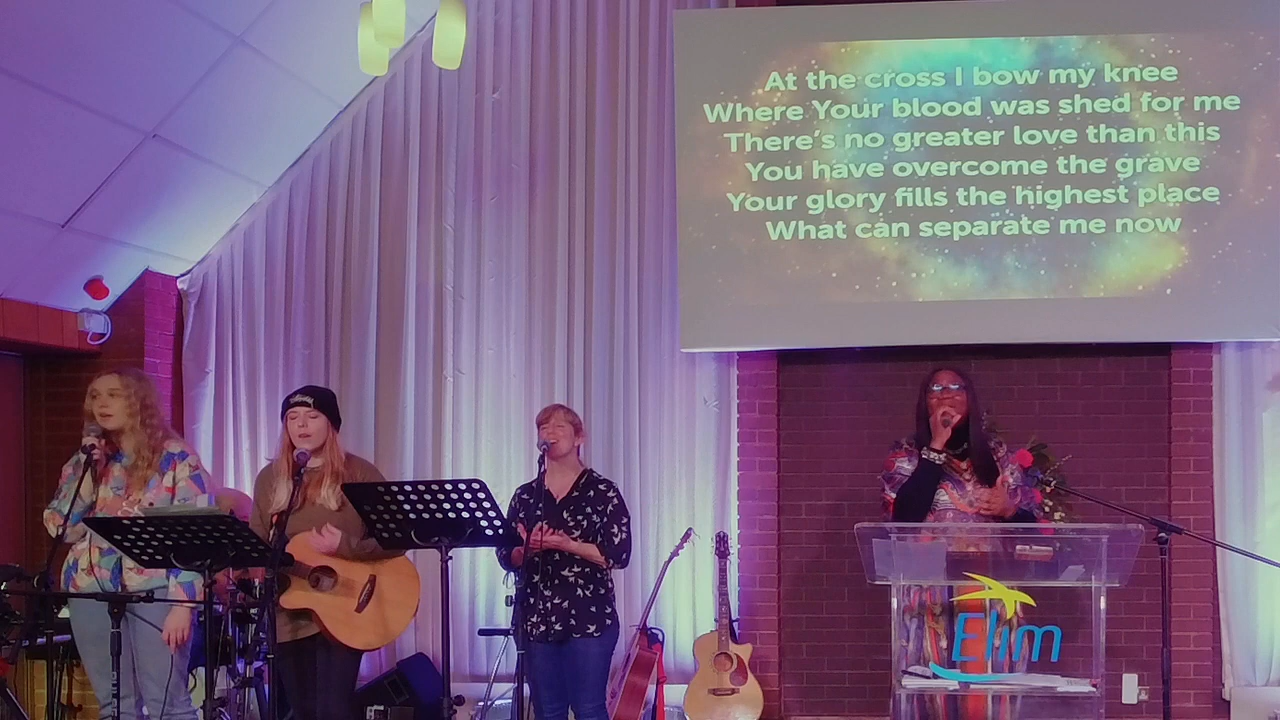 At the cross I bow my knee
Where Your blood was shed for me
There's no greater love than this
You have overcome the grave
Your glory fills the highest place
What can separate me now
Elim